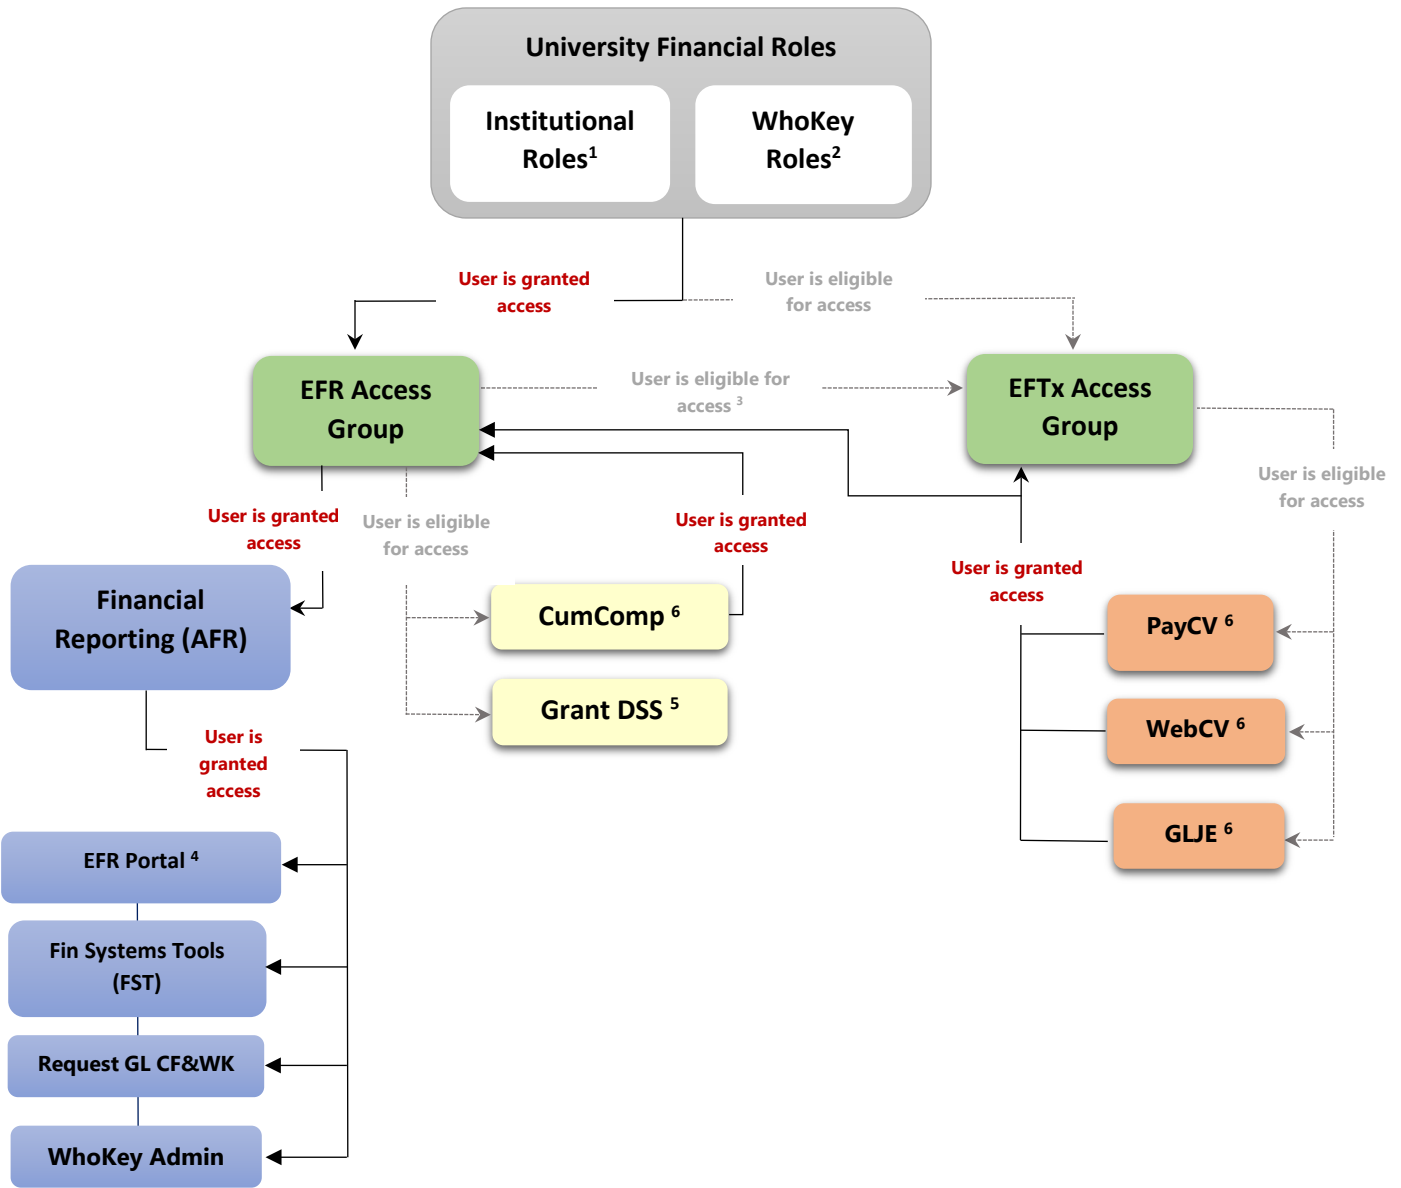 University Financial Roles
Institutional
Roles¹
WhoKey
Roles²
User is granted
access
User is eligible
for access
EFR Access
Group
User is eligible for
access ³
EFTx Access
Group
User is granted
access
User is eligible
for access
User is granted
access
User is eligible
for access
User is granted
access
Financial
Reporting (AFR)
CumComp ⁶
PayCV ⁶
Grant DSS ⁵
WebCV ⁶
User is
granted
access
GLJE ⁶
EFR Portal ⁴
Fin Systems Tools
(FST)
Request GL CF&WK
WhoKey Admin